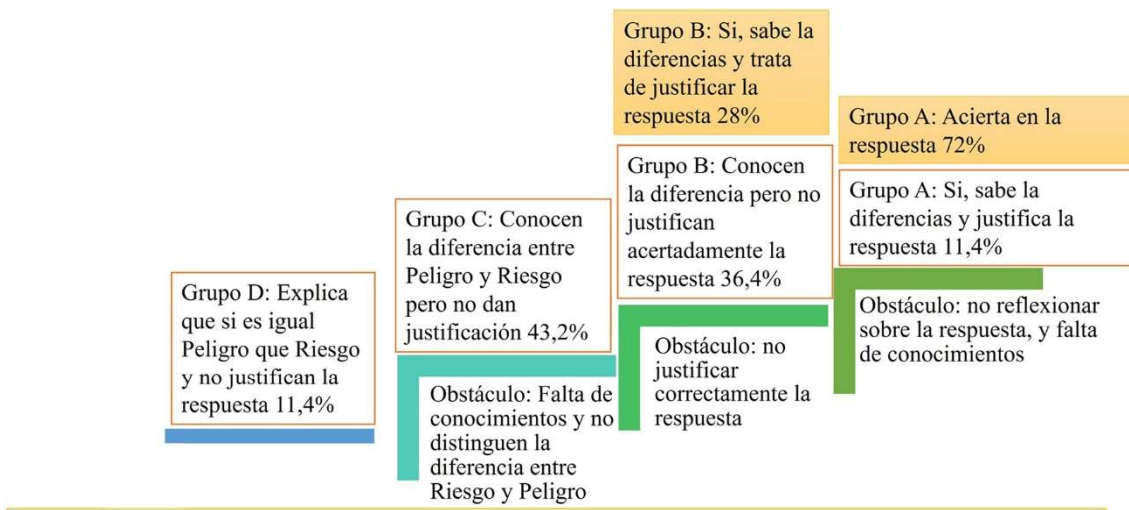 Grupo D: Explica
que si es igual
Peligro que Riesgo
y no justifican la
respuesta 11,4%
Grupo C: Conocen
la diferencia entre
Peligro y Riesgo
pero no dan
justificación 43,2%
Obstáculo: Falta de
conocimientos y no
distinguen la
diferencia entre
Riesgo y Peligro
Grupo B: Si, sabe la
diferencias y trata
de justificar la
respuesta 28%
Grupo B: Conocen
la diferencia pero no
justifican
acertadamente la
respuesta 36,4%
Obstáculo: no
justificar
correctamente la
respuesta
Grupo A: Acierta en la
respuesta 72%
Grupo A: Si, sabe la
diferencias y justifica la
respuesta 11,4%
Obstáculo: no reflexionar
sobre la respuesta, y falta
de conocimientos